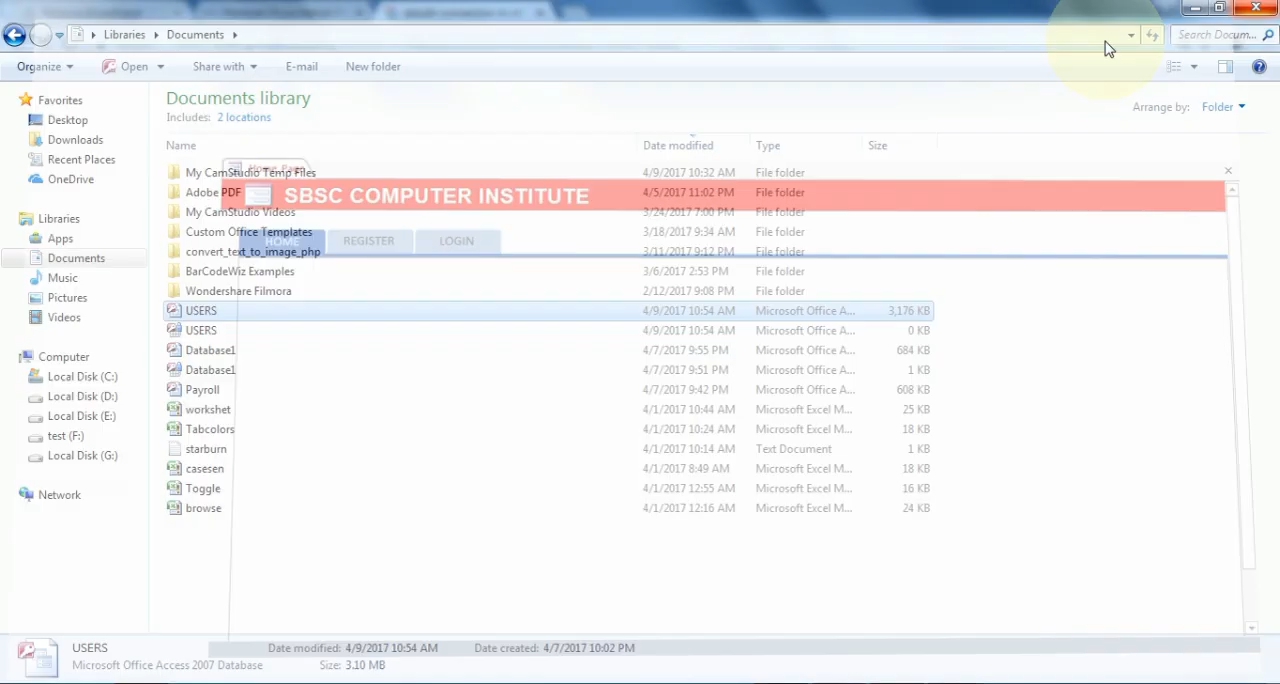 Libraries Documents Search Docum...
Organize Open Share with E-mail New folder
Favorites
Desktop
Downloads
Recent Places
OneDrive
Libraries
Apps
Documents
Music
Pictures
Videos
Computer
Local Disk (C:)
Local Disk (D:)
Local Disk (E:)
test (F:)
Local Disk (G:)
Network
Documents library
Includes: 2 locations
Arrange by: Folder
Name Date modified Type Size
My CamStudio Temp Files 4/9/2017 10:32 AM File folder
Home Page
Adobe PDF 4/5/2017 11:02 PM File folder
SBSC COMPUTER INSTITUTE
My CamStudio Videos 3/24/2017 7:00 PM File folder
Custom Office Templates 3/18/2017 9:34 AM File folder
HOME REGISTER LOGIN
convert_text_to_image_php 3/11/2017 9:12 PM File folder
BarCodeWiz Examples 3/6/2017 2:53 PM File folder
Wondershare Filmora 2/12/2017 9:08 PM File folder
USERS 4/9/2017 10:54 AM Microsoft Office A... 3,176 KB
USERS 4/9/2017 10:54 AM Microsoft Office A... 0 KB
Database1 4/7/2017 9:55 PM Microsoft Office A... 684 KB
Database1 4/7/2017 9:51 PM Microsoft Office A... 1 KB
Payroll 4/7/2017 9:42 PM Microsoft Office A... 608 KB
workshet 4/1/2017 10:44 AM Microsoft Excel M... 25 KB
Tabcolors 4/1/2017 10:24 AM Microsoft Excel M... 18 KB
starburn 4/1/2017 10:14 AM Text Document 1 KB
casesen 4/1/2017 8:49 AM Microsoft Excel M... 18 KB
Toggle 4/1/2017 12:55 AM Microsoft Excel M... 16 KB
browse 4/1/2017 12:16 AM Microsoft Excel M... 24 KB
USERS Date modified: 4/9/2017 10:54 AM Date created: 4/7/2017 10:02 PM
Microsoft Office Access 2007 Database Size: 3.10 MB